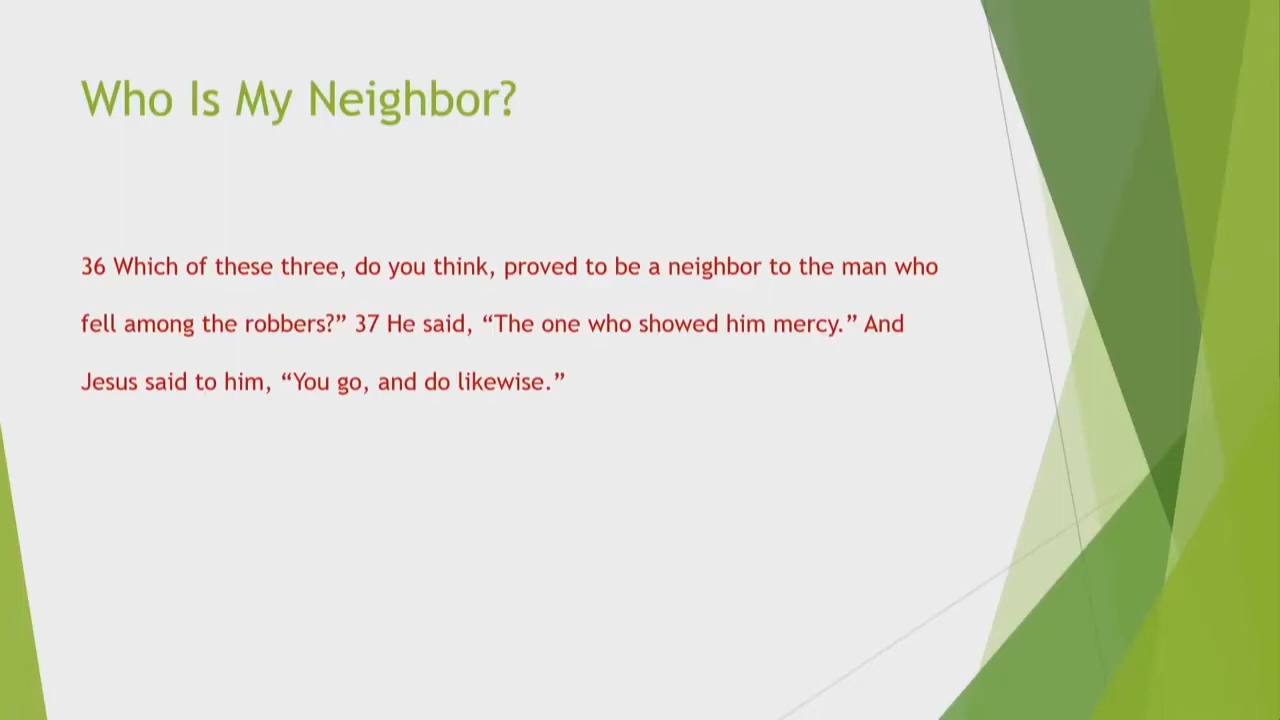 Who Is My Neighbor?
36 Which of these three, do you think, proved to be a neighbor to the man who
fell among the robbers?” 37 He said, “The one who showed him mercy.” And
Jesus said to him, “You go, and do likewise.”